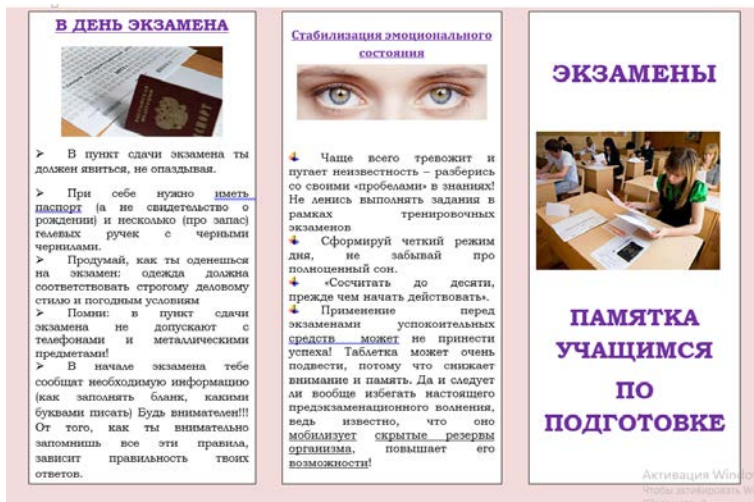 В ДЕНЬ ЭКЗАМЕНА
В пункт сдачи экзамена ты
должен явиться, не опаздывая.
При себе нужно иметь
паспорт (а не свидетельство о
рождении) и несколько (про запас)
гелевых ручек с черными
чернилами.
Продумай, как ты оденешься
на экзамен: одежда должна
соответствовать строгому деловому
стилю и погодным условиям
Помни: в пункт сдачи
экзамена не допускают с
телефонами и металлическими
предметами!
В начале экзамена тебе
сообщат необходимую информацию
(как заполнять бланк, какими
буквами писать) Будь внимателен!!!
От того, как ты внимательно
запомнишь все эти правила,
зависит правильность твоих
ответов.
Стабилизация эмоционального
состояния
Чаще всего тревожит и
пугает неизвестность – разберись
со своими «пробелами» в знаниях!
Не ленись выполнять задания в
рамках тренировочных
экзаменов
Сформируй четкий режим
дня, не забывай про
полноценный сон.
«Сосчитать до десяти,
прежде чем начать действовать».
Применение перед
экзаменами успокоительных
средств может не принести
успеха! Таблетка может очень
подвести, потому что снижает
внимание и память. Да и следует
ли вообще избегать настоящего
предэкзаменационного волнения,
ведь известно, что оно
мобилизует скрытые резервы
организма, повышает его
возможности!
ЭКЗАМЕНЫ
ПАМЯТКА
УЧАЩИМСЯ
ПО
ПОДГОТОВКЕ
Активация Windo
Чтобы активировать W